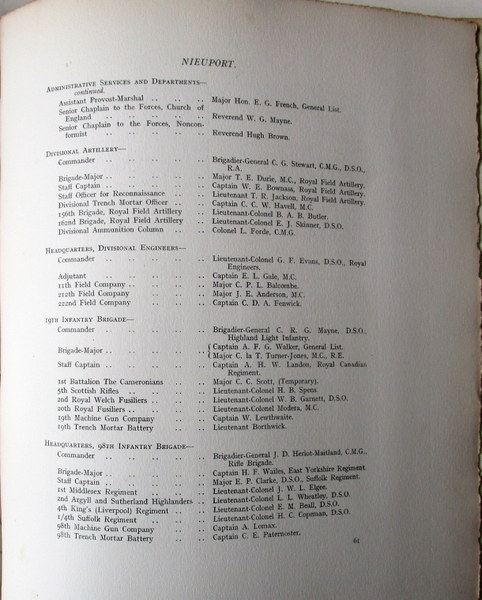 NIEUPORT.
ADMINISTRATIVE SERVICES AND DEPARTMENTS—
continued.
Assistant Provost-Marshal .. .. .. Major Hon. E. G. French, General List.
Senior Chaplain to the Forces, Church of
England .. .. .. .. .. Reverend W. G. Mayne.
Senior Chaplain to the Forces, Noncon-
formist .. .. .. .. .. Reverend Hugh Brown.
DIVISIONAL ARTILLERY—
Commander .. .. .. .. .. Brigadier-General C. G. Stewart, C.M.G., D.S.O.,
R.A.
Brigade-Major .. .. .. .. .. Major T. E. Durie, M.C., Royal Field Artillery.
Staff Captain .. .. .. .. .. Captain W. E. Bownass, Royal Field Artillery.
Staff Officer for Reconnaissance .. .. Lieutenant T. R. Jackson, Royal Field Artillery.
Divisional Trench Mortar Officer .. .. Captain C. C. W. Havell, M.C.
156th Brigade, Royal Field Artillery .. Lieutenant-Colonel B. A. B. Butler.
162nd Brigade, Royal Field Artillery .. Lieutenant-Colonel E. J. Skinner, D.S.O.
Divisional Ammunition Column .. .. Colonel L. Forde, C.M.G.
HEADQUARTERS, DIVISIONAL ENGINEERS—
Commander .. .. .. .. .. Lieutenant-Colonel G. F. Evans, D.S.O., Royal
Engineers.
Adjutant .. .. .. .. Captain E. L. Gale, M.C.
11th Field Company .. .. .. Major C. P. L. Balcombe.
212th Field Company .. .. .. Major J. E. Anderson, M.C.
222nd Field Company .. .. .. Captain C. D. A. Fenwick.
19TH INFANTRY BRIGADE—
Commander .. .. .. .. .. Brigadier-General C. R. G. Mayne, D.S.O.,
Highland Light Infantry.
Brigade-Major .. .. .. .. { Captain A. F. G. Walker, General List.
{ Major C. la T. Turner-Jones, M.C., R.E.
Staff Captain .. .. .. .. Captain A. H. W. Landon, Royal Canadian
Regiment.
1st Battalion The Cameronians .. .. Major C. C. Scott, (Temporary).
5th Scottish Rifles .. .. .. .. Lieutenant-Colonel H. B. Spens.
2nd Royal Welch Fusiliers .. .. .. Lieutenant-Colonel W. B. Garnett, D.S.O.
20th Royal Fusiliers .. .. .. .. Lieutenant-Colonel Modera, M.C.
19th Machine Gun Company .. .. Captain W. Lewthwaite.
19th Trench Mortar Battery .. .. .. Lieutenant Borthwick.
HEADQUARTERS, 98TH INFANTRY BRIGADE—
Commander .. .. .. .. .. Brigadier-General J. D. Heriot-Maitland, C.M.G.,
Rifle Brigade.
Brigade-Major .. .. .. .. .. Captain H. F. Wailes, East Yorkshire Regiment.
Staff Captain .. .. .. .. .. Major E. P. Clarke, D.S.O., Suffolk Regiment.
1st Middlesex Regiment .. .. .. Lieutenant-Colonel J. W. L. Elgee.
2nd Argyll and Sutherland Highlanders .. Lieutenant-Colonel L. L. Wheatley, D.S.O.
4th King's (Liverpool) Regiment .. .. Lieutenant-Colonel E. M. Beall, D.S.O.
1/4th Suffolk Regiment .. .. .. Lieutenant-Colonel H. C. Copeman, D.S.O.
98th Machine Gun Company .. .. Captain A. Lomax.
98th Trench Mortar Battery .. .. Captain C. E. Paternoster.
61